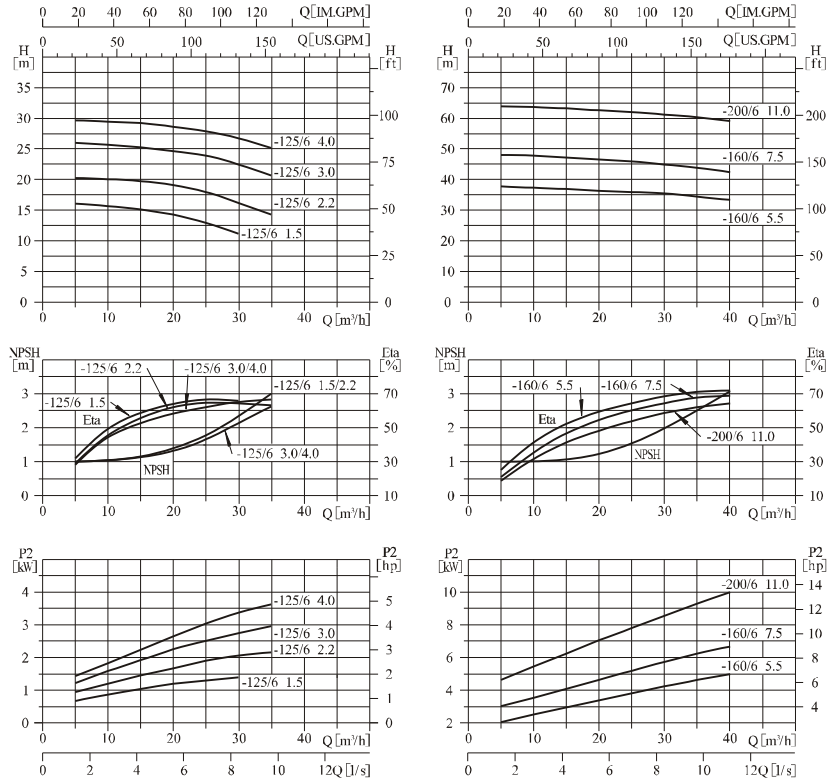 0 20 40 60 80 100 120 Q[IM.GPM]
0 50 100 150 Q[US.GPM]
H [m] H [ft]
35
30 100
25 75
20
15 50
10 25
5
0 0
-125/6 4.0
-125/6 3.0
-125/6 2.2
-125/6 1.5
0 10 20 30 40 Q[m³/h]
NPSH [m] Eta [%]
-125/6 2.2 -125/6 3.0/4.0
-125/6 1.5/2.2
-125/6 1.5
Eta
NPSH
-125/6 3.0/4.0
3 70
2 50
1 30
0 10
0 10 20 30 40 Q[m³/h]
P2 [kW] P2 [hp]
4 5
3 4
3
2 2
1 1
0 0
-125/6 4.0
-125/6 3.0
-125/6 2.2
-125/6 1.5
0 10 20 30 40 Q[m³/h]
0 2 4 6 8 10 12Q[l/s]
0 20 40 60 80 100 120 Q[IM.GPM]
0 50 100 150 Q[US.GPM]
H [m] H [ft]
70
60 200
50 150
40
30 100
20 50
10
0 0
-200/6 11.0
-160/6 7.5
-160/6 5.5
0 10 20 30 40 Q[m³/h]
NPSH [m] Eta [%]
-160/6 5.5 -160/6 7.5
Eta
-200/6 11.0
NPSH
3 70
2 50
1 30
0 10
0 10 20 30 40 Q[m³/h]
P2 [kW] P2 [hp]
10 14
12
8 10
6 8
4 6
4
2
-200/6 11.0
-160/6 7.5
-160/6 5.5
0 10 20 30 40 Q[m³/h]
0 2 4 6 8 10 12Q[l/s]